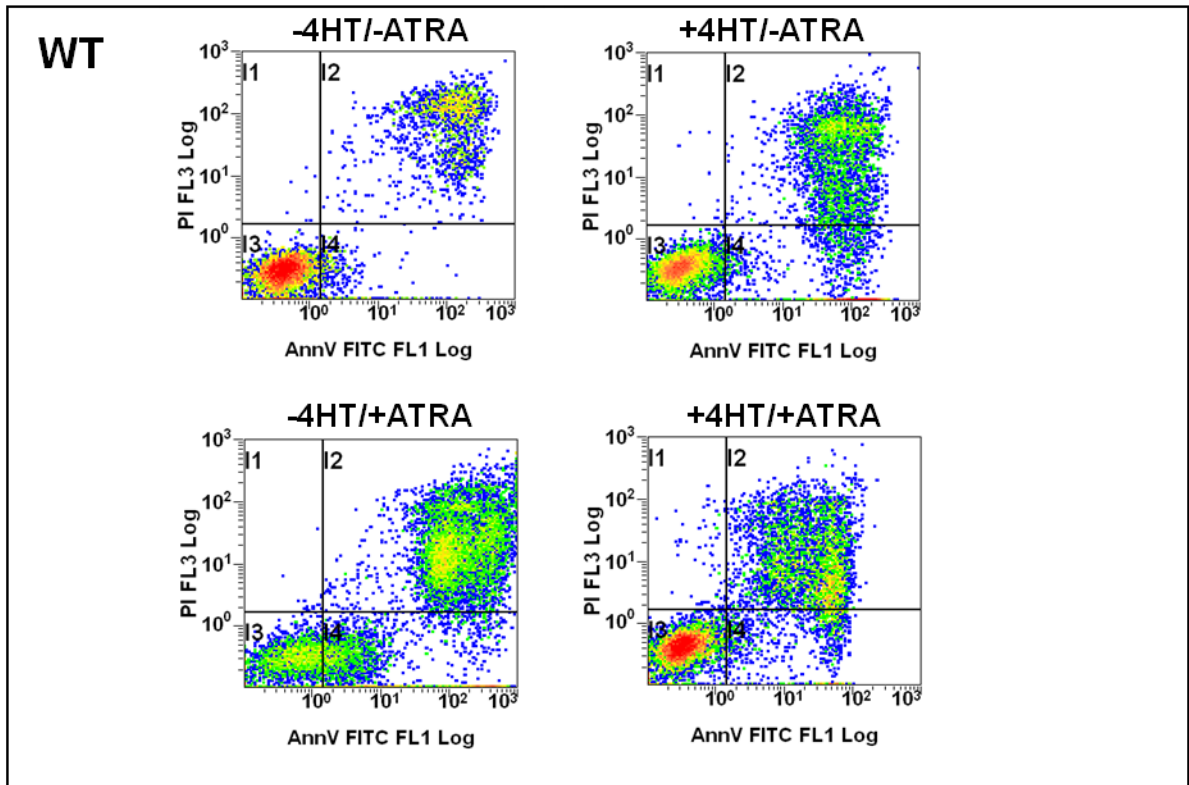 WT
-4HT/-ATRA
10³
I1 I2
10²
PI FL3 Log
10¹
10⁰
I3 I4
10⁰ 10¹ 10² 10³
AnnV FITC FL1 Log
+4HT/-ATRA
10³
I1 I2
10²
PI FL3 Log
10¹
10⁰
I3 I4
10⁰ 10¹ 10² 10³
AnnV FITC FL1 Log
-4HT/+ATRA
10³
I1 I2
10²
PI FL3 Log
10¹
10⁰
I3 I4
10⁰ 10¹ 10² 10³
AnnV FITC FL1 Log
+4HT/+ATRA
10³
I1 I2
10²
PI FL3 Log
10¹
10⁰
I3 I4
10⁰ 10¹ 10² 10³
AnnV FITC FL1 Log